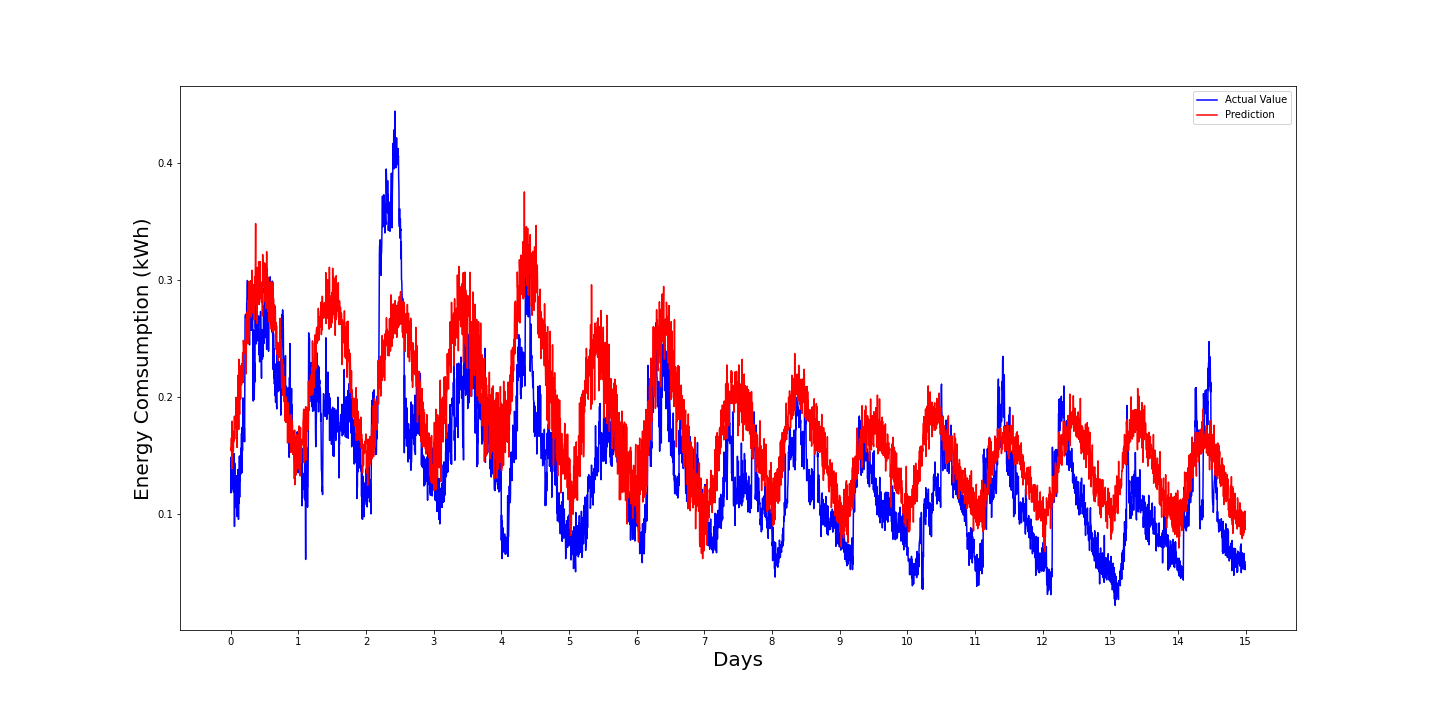 Actual Value
Prediction
Energy Comsumption (kWh)
0.4
0.3
0.2
0.1
0 1 2 3 4 5 6 7 8 9 10 11 12 13 14 15
Days